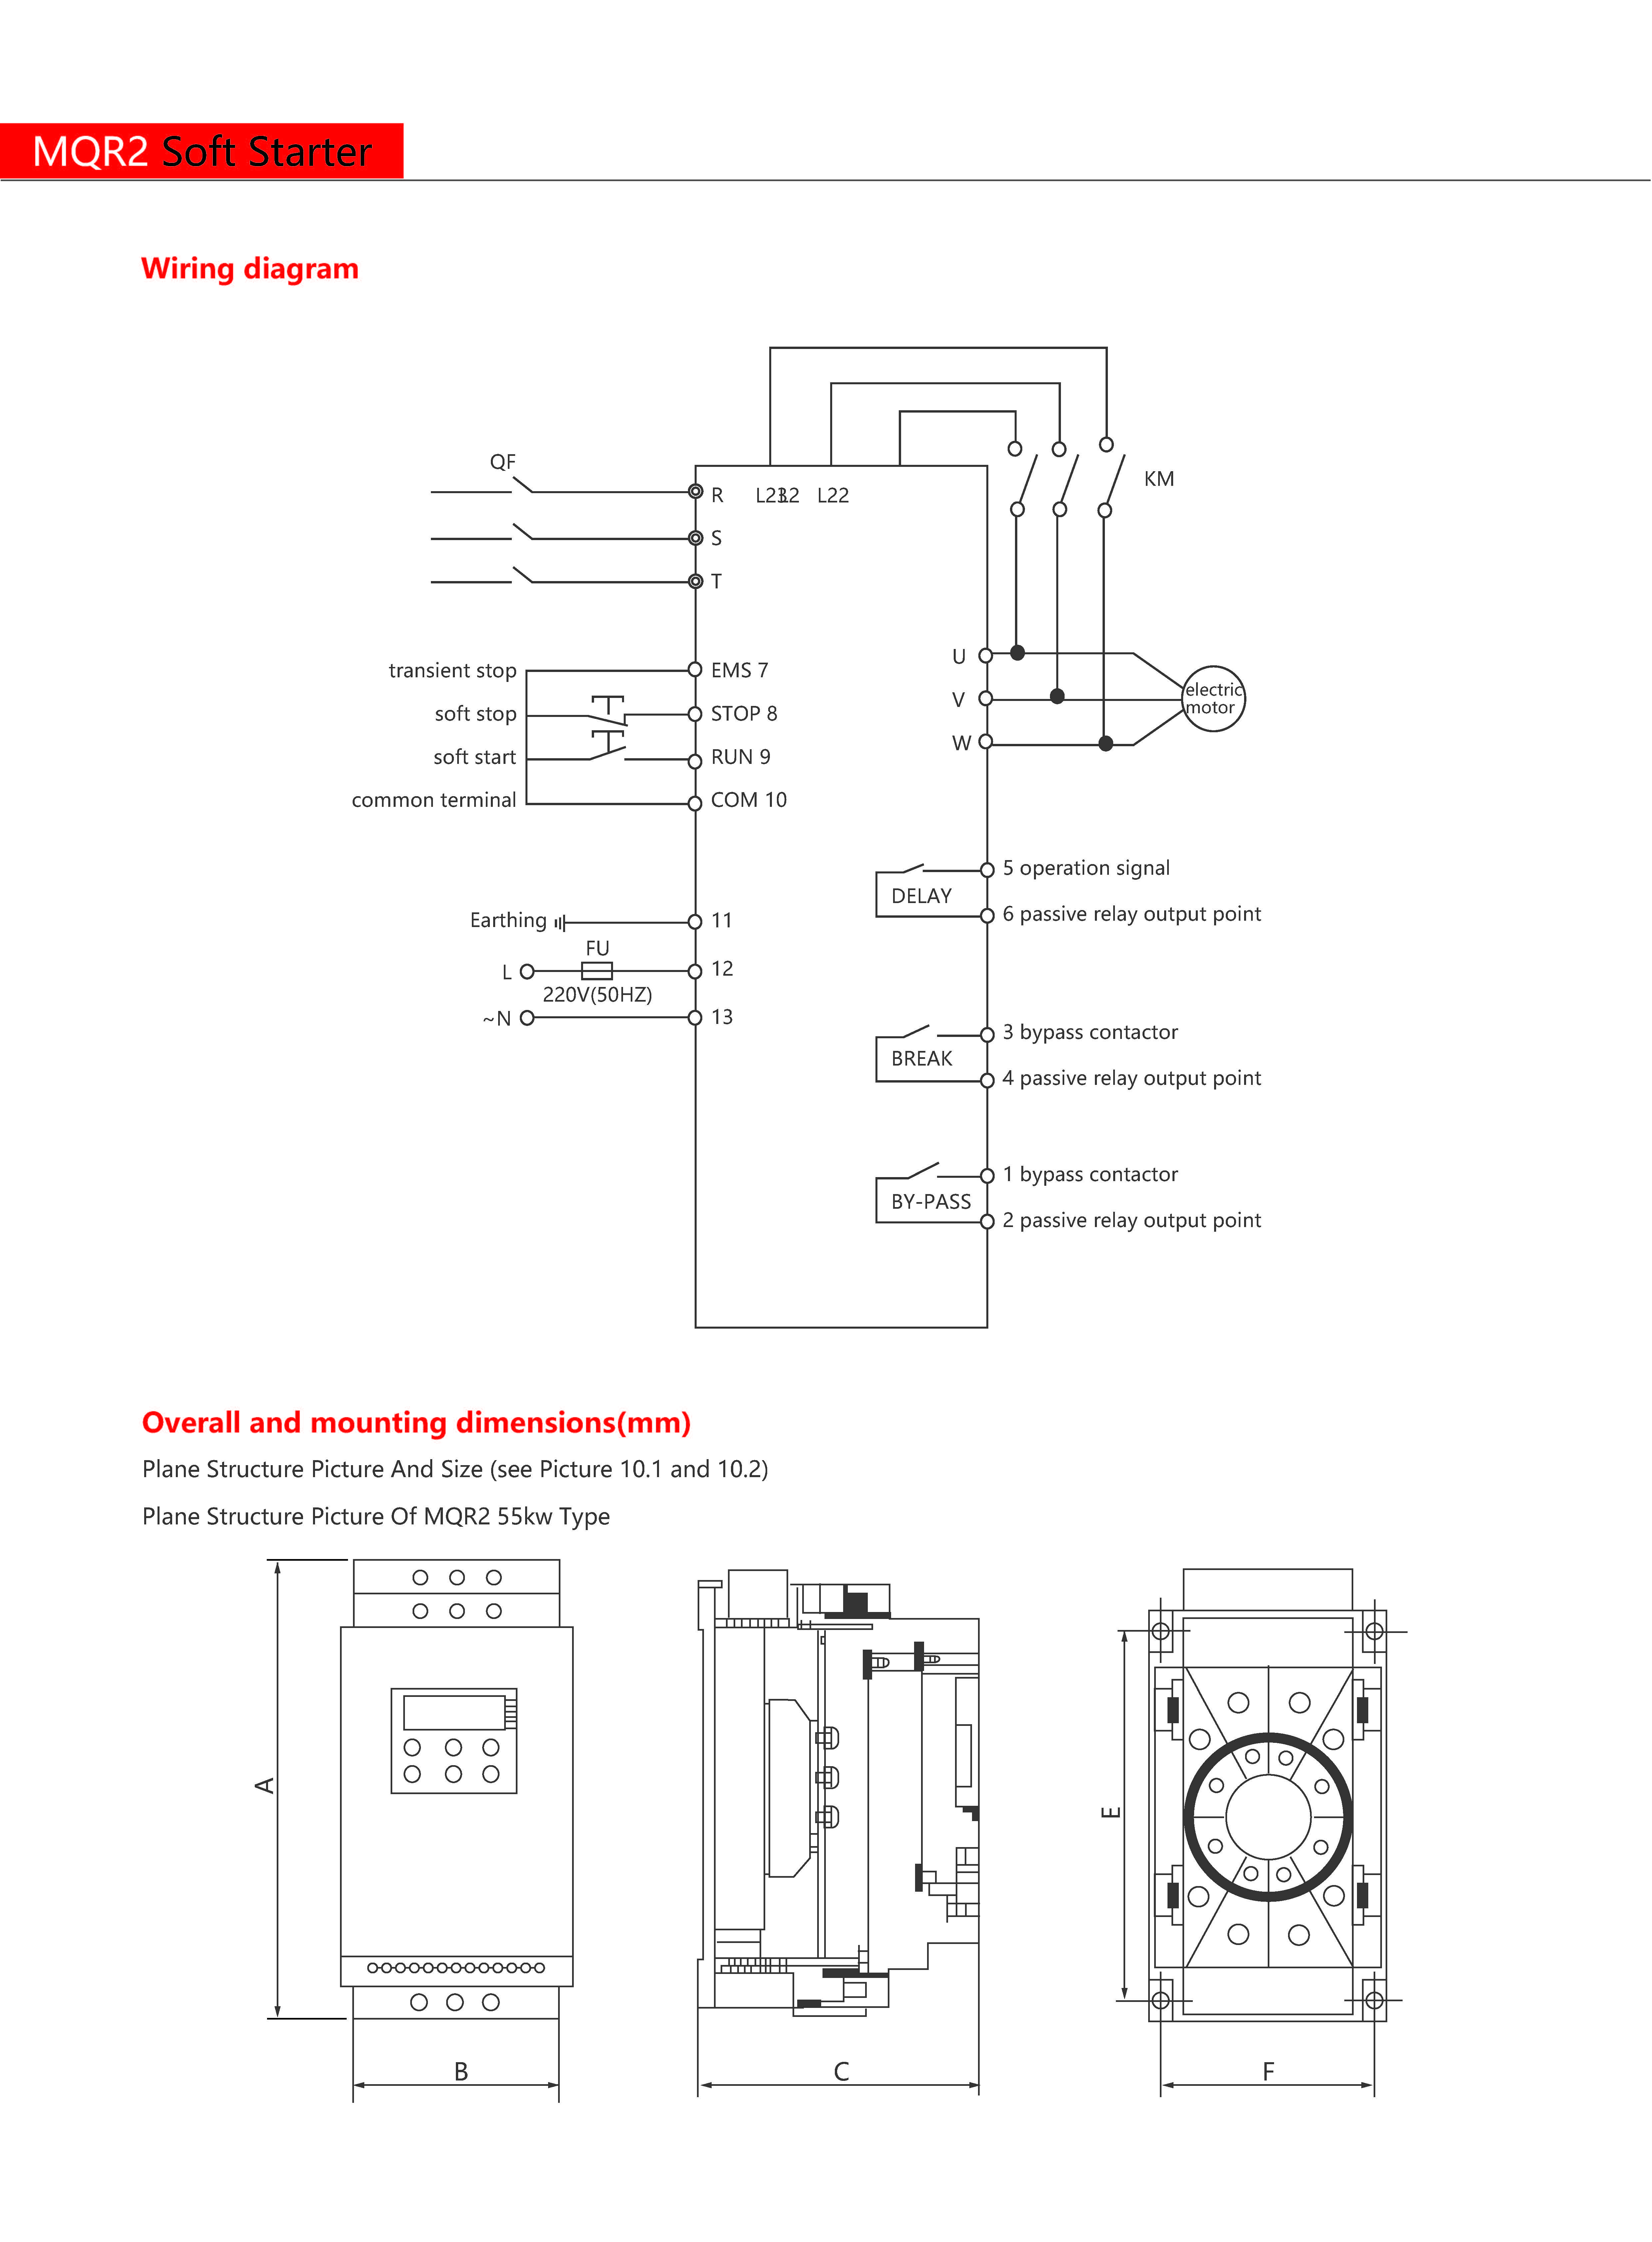 MQR2 Soft Starter
Wiring diagram
QF
KM
R L23 L22
S
T
transient stop EMS 7
soft stop STOP 8
soft start RUN 9
common terminal COM 10
U
V
W
electric
motor
Earthing 11
FU
L 12
220V(50HZ)
~N 13
5 operation signal
DELAY
6 passive relay output point
3 bypass contactor
BREAK
4 passive relay output point
1 bypass contactor
BY-PASS
2 passive relay output point
Overall and mounting dimensions(mm)
Plane Structure Picture And Size (see Picture 10.1 and 10.2)
Plane Structure Picture Of MQR2 55kw Type
A
B
C
E
F